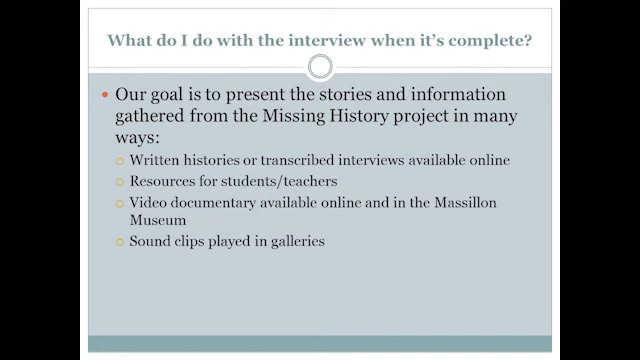 What do I do with the interview when it's complete?
Our goal is to present the stories and information
gathered from the Missing History project in many
ways:
Written histories or transcribed interviews available online
Resources for students/teachers
Video documentary available online and in the Massillon
Museum
Sound clips played in galleries